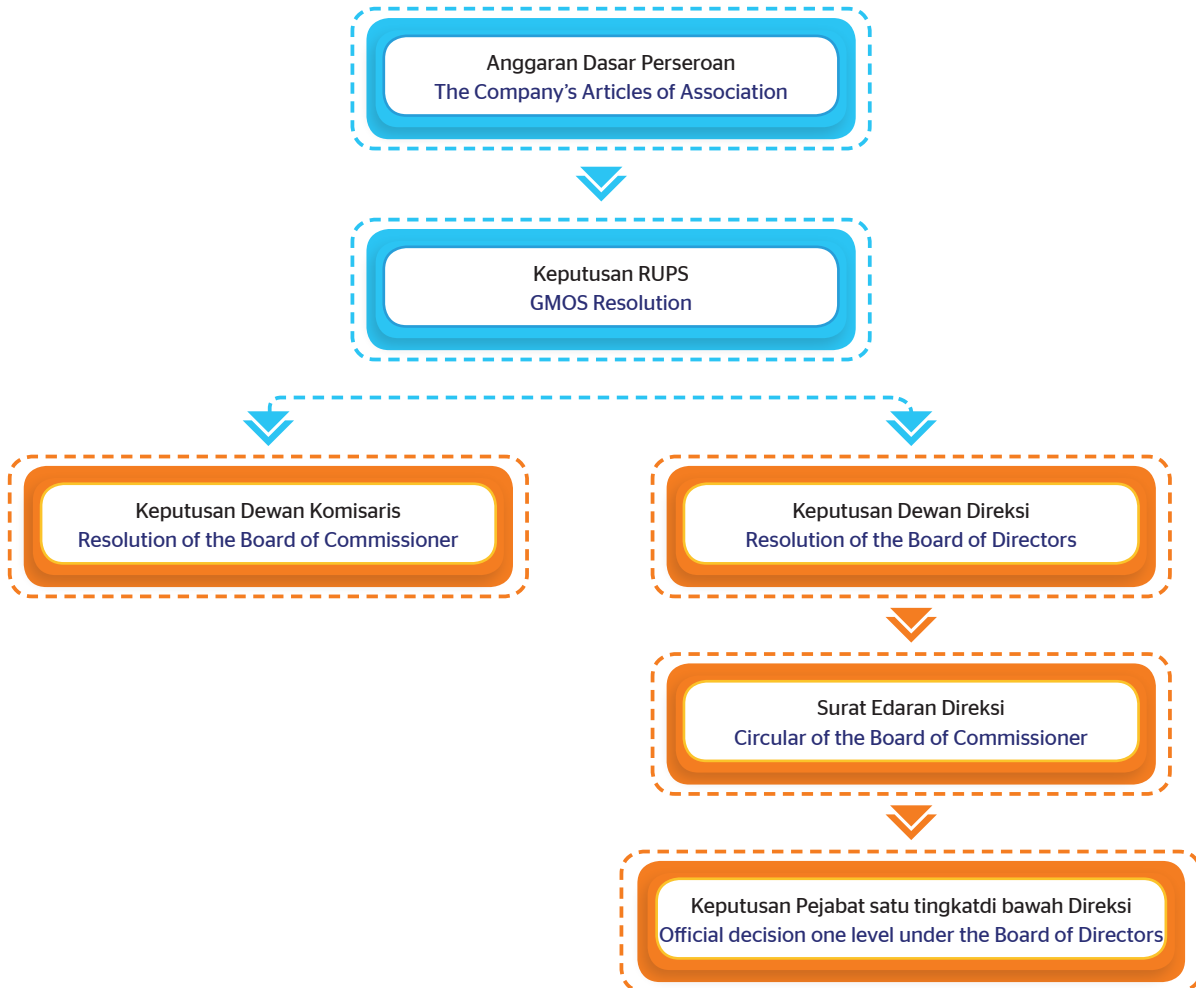 Anggaran Dasar Perseroan
The Company's Articles of Association
Keputusan RUPS
GMOS Resolution
Keputusan Dewan Komisaris
Resolution of the Board of Commissioner
Keputusan Dewan Direksi
Resolution of the Board of Directors
Surat Edaran Direksi
Circular of the Board of Commissioner
Keputusan Pejabat satu tingkatdi bawah Direksi
Official decision one level under the Board of Directors